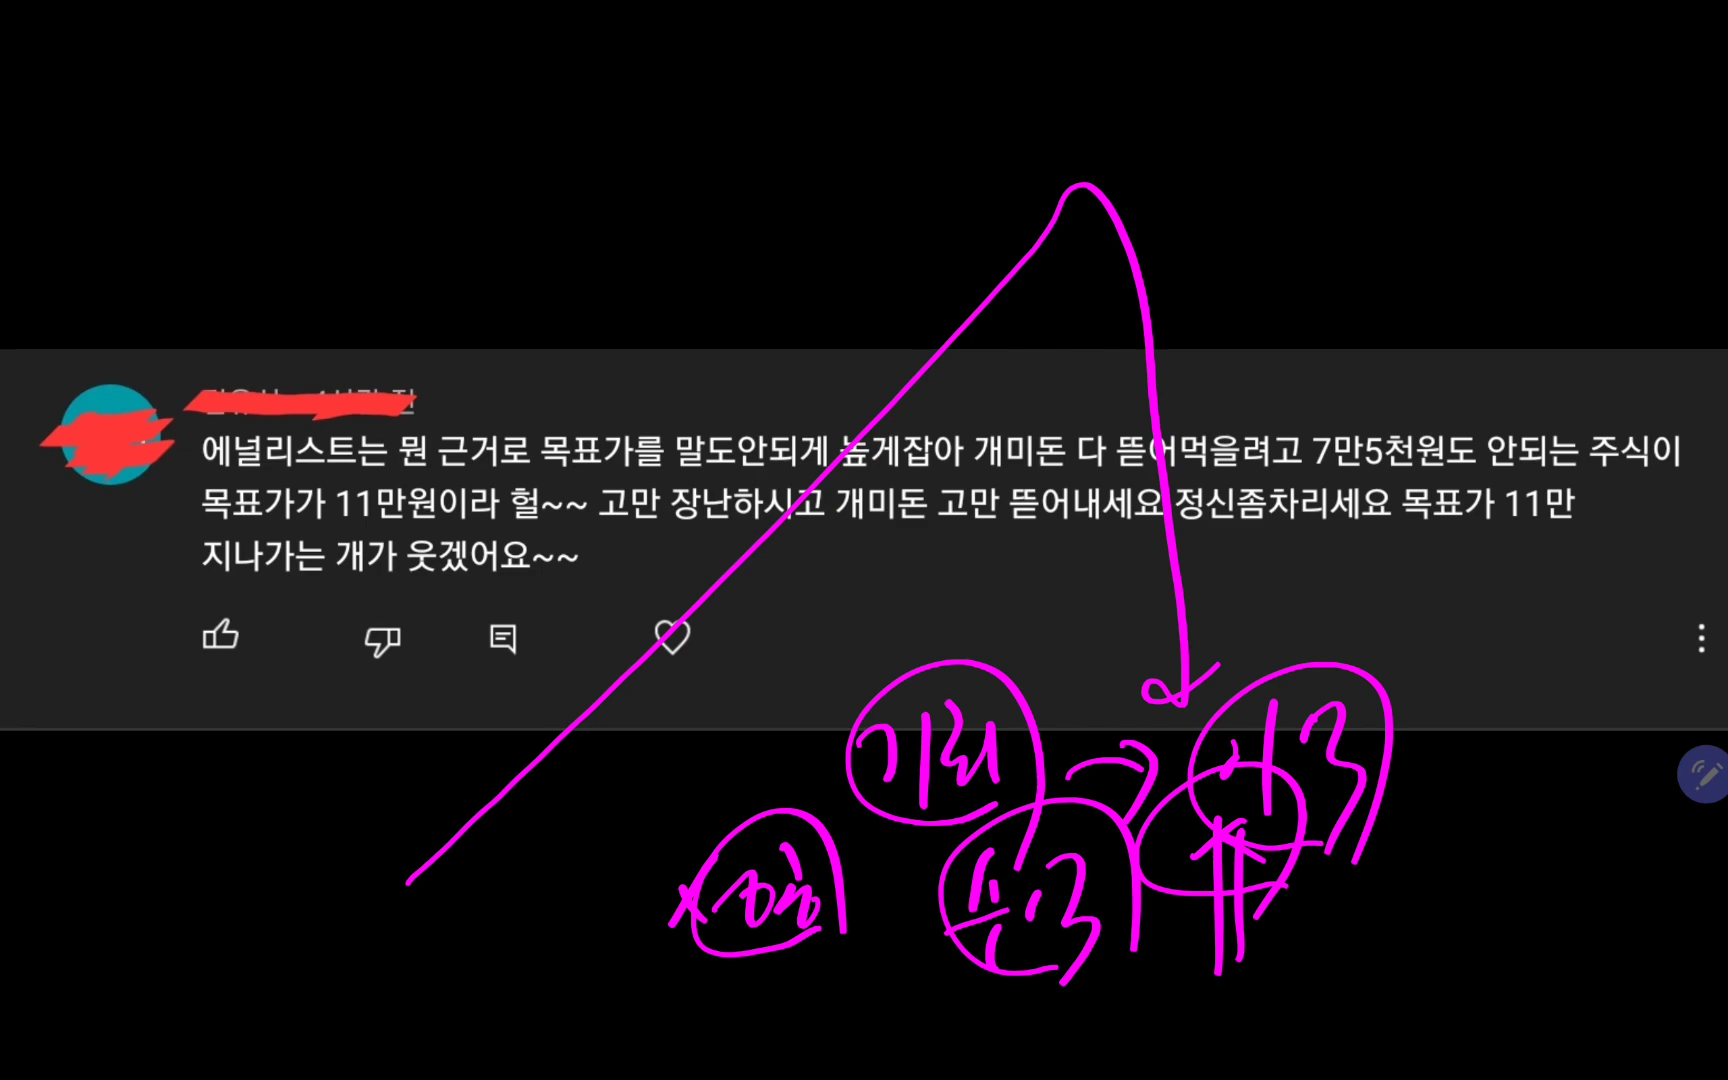 에널리스트는 뭔 근거로 목표가를 말도안되게 높게잡아 개미돈 다 뜯어먹을려고 7만5천원도 안되는 주식이
목표가가 11만원이라 헐~~ 고만 장난하시고 개미돈 고만 뜯어내세요 정신좀차리세요 목표가 11만
지나가는 개가 웃겠어요~~
기회